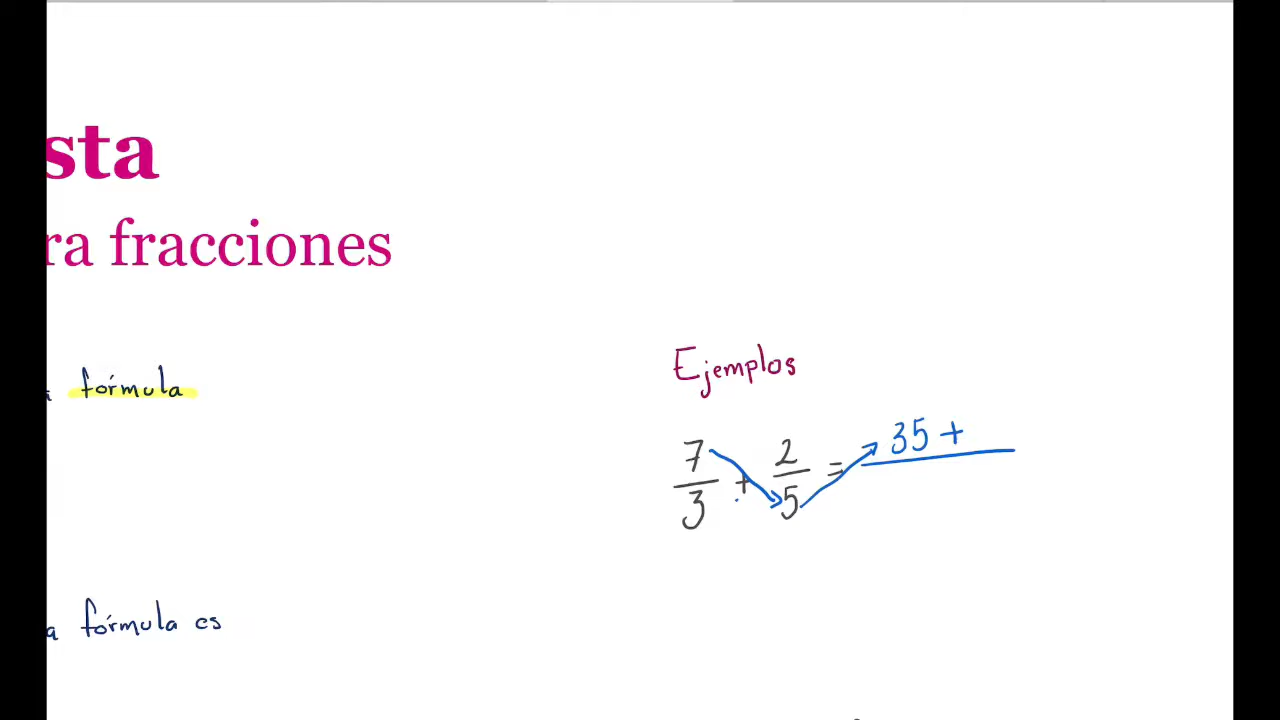 sta
ra fracciones
Ejemplos
a fórmula
7/3 + 2/5 = 35 +
a fórmula es